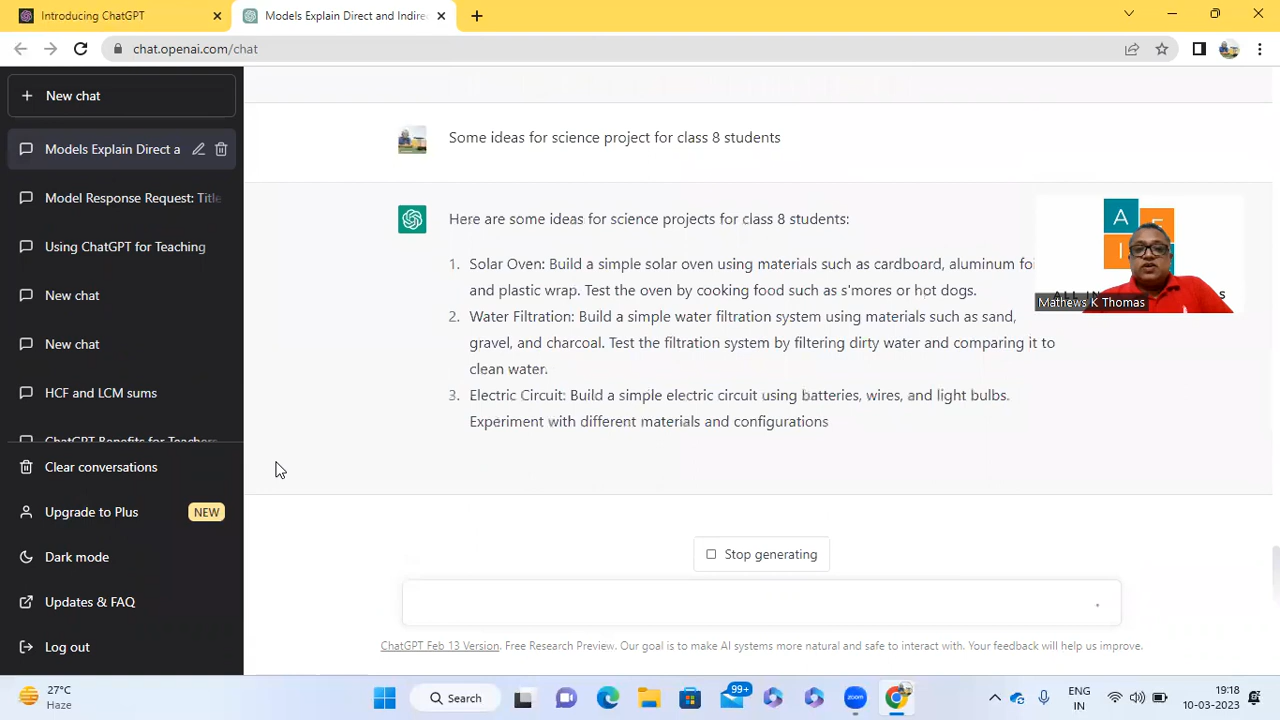 Introducing ChatGPT
Models Explain Direct and Indire
chat.openai.com/chat
New chat
Models Explain Direct a
Model Response Request: Title
Using ChatGPT for Teaching
New chat
New chat
HCF and LCM sums
ChatGPT Benefits for Teachers
Clear conversations
Upgrade to Plus
NEW
Dark mode
Updates & FAQ
Log out
Some ideas for science project for class 8 students
Here are some ideas for science projects for class 8 students:
1. Solar Oven: Build a simple solar oven using materials such as cardboard, aluminum foi
and plastic wrap. Test the oven by cooking food such as s'mores or hot dogs.
2. Water Filtration: Build a simple water filtration system using materials such as sand,
gravel, and charcoal. Test the filtration system by filtering dirty water and comparing it to
clean water.
3. Electric Circuit: Build a simple electric circuit using batteries, wires, and light bulbs.
Experiment with different materials and configurations
A
I
Mathews K Thomas
Stop generating
ChatGPT Feb 13 Version. Free Research Preview. Our goal is to make AI systems more natural and safe to interact with. Your feedback will help us improve.
27°C
Haze
Search
99+
ENG
IN
19:18
10-03-2023